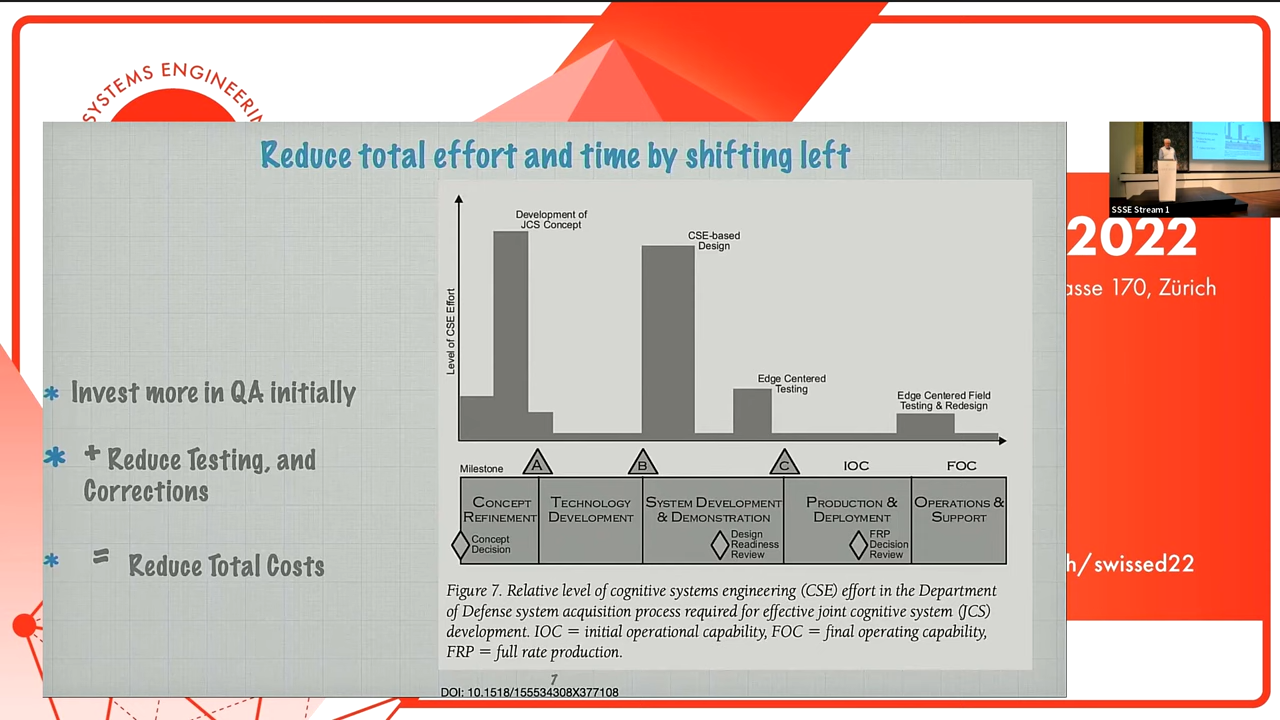 SYSTEMS ENGINEERIN
Reduce total effort and time by shifting left
* Invest more in QA initially
* + Reduce Testing, and
Corrections
* = Reduce Total Costs
Level of CSE Effort
Development of
JCS Concept
CSE-based
Design
Edge Centered
Testing
Edge Centered Field
Testing & Redesign
Milestone A B C IOC FOC
CONCEPT
REFINEMENT
Concept
Decision
TECHNOLOGY
DEVELOPMENT
SYSTEM DEVELOPMENT
& DEMONSTRATION
Design
Readiness
Review
PRODUCTION &
DEPLOYMENT
FRP
Decision
Review
OPERATIONS &
SUPPORT
Figure 7. Relative level of cognitive systems engineering (CSE) effort in the Department
of Defense system acquisition process required for effective joint cognitive system (JCS)
development. IOC = initial operational capability, FOC = final operating capability,
FRP = full rate production.
7
DOI: 10.1518/155534308X377108
SSSE Stream 1
2022
asse 170, Zürich
h/swissed22